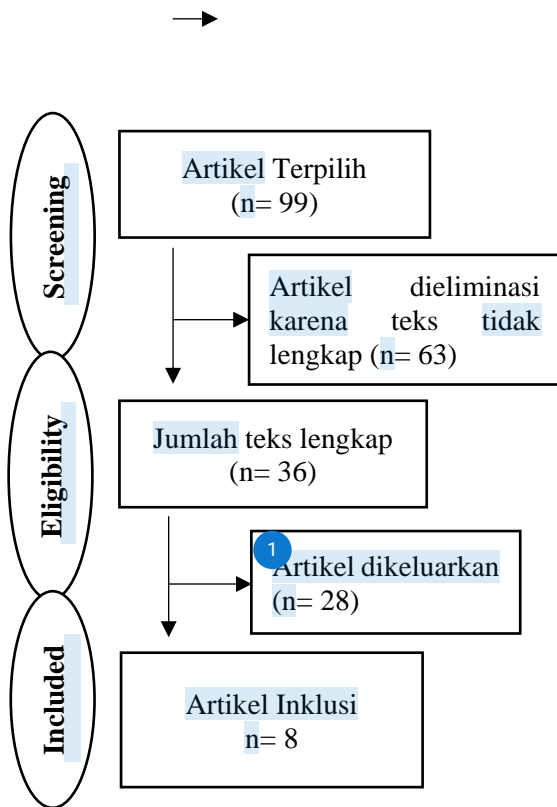 Screening
Artikel Terpilih
(n= 99)
Artikel dieliminasi
karena teks tidak
lengkap (n= 63)
Eligibility
Jumlah teks lengkap
(n= 36)
1
Artikel dikeluarkan
(n= 28)
Included
Artikel Inklusi
n= 8